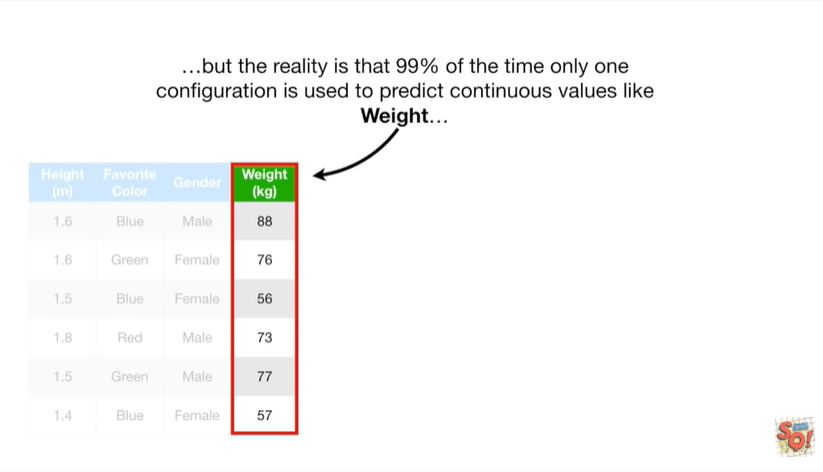 ...but the reality is that 99% of the time only one
configuration is used to predict continuous values like
Weight...
Height (m) Favorite Color Gender Weight (kg)
1.6 Blue Male 88
1.6 Green Female 76
1.5 Blue Female 56
1.8 Red Male 73
1.5 Green Male 77
1.4 Blue Female 57
SQ!